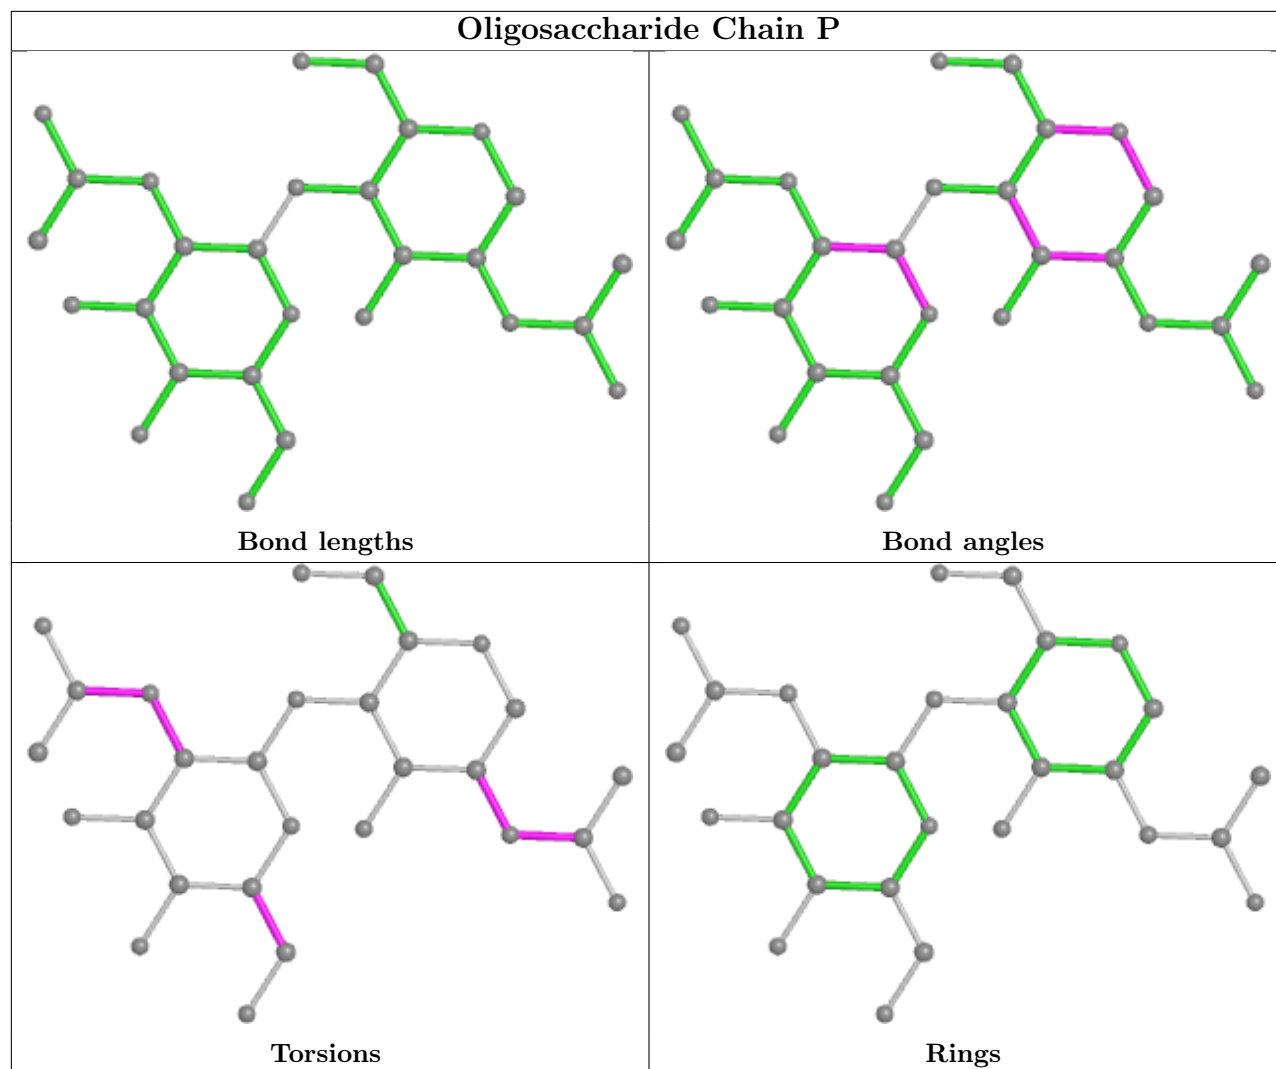 Oligosaccharide Chain P
Bond lengths
Bond angles
Torsions
Rings